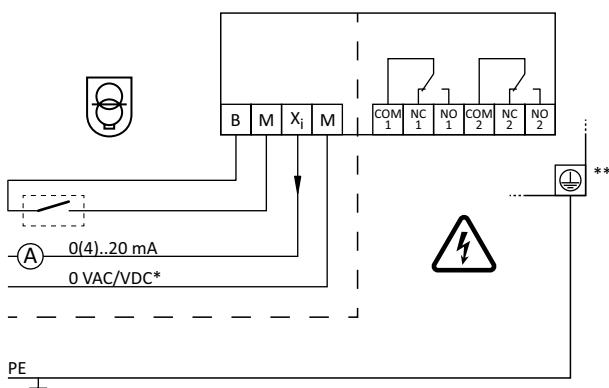 B M Xi M
COM 1 NC 1 NO 1 COM 2 NC 2 NO 2
**
A 0(4)..20 mA
0 VAC/VDC*
PE